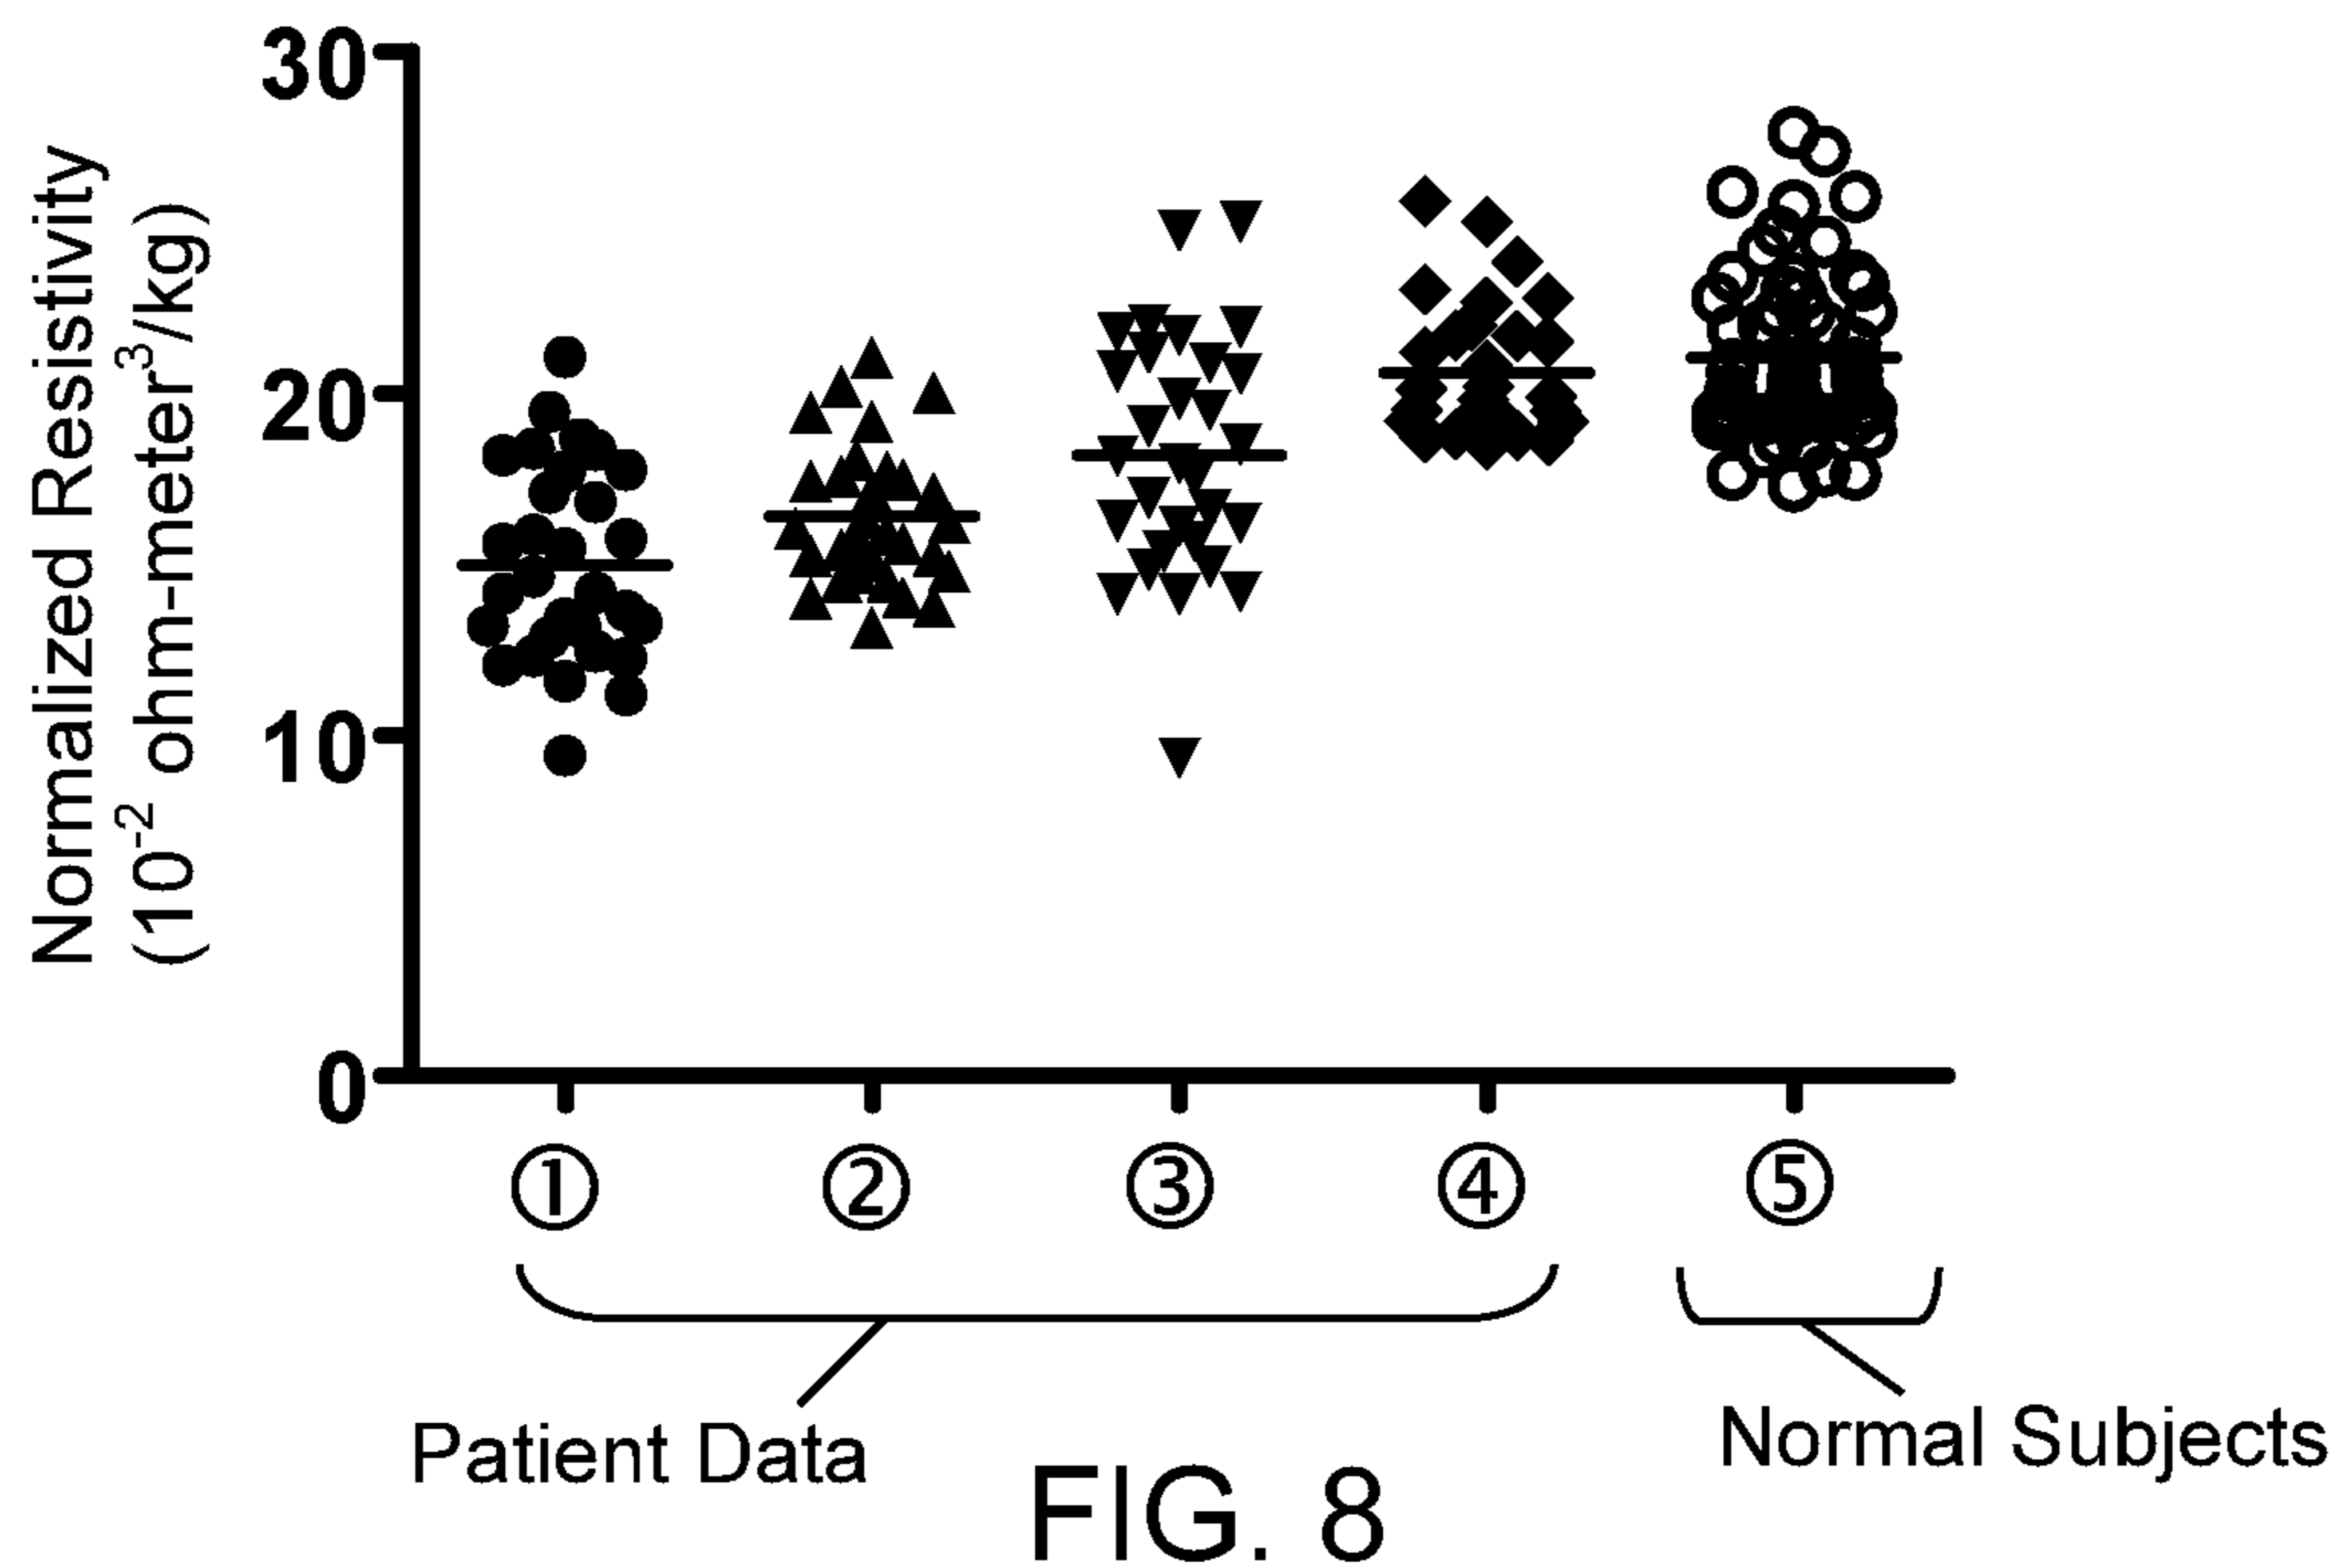 Normalized Resistivity
(10⁻² ohm-meter³/kg)
30
20
10
0
① ② ③ ④ ⑤
Patient Data
Normal Subjects
FIG. 8